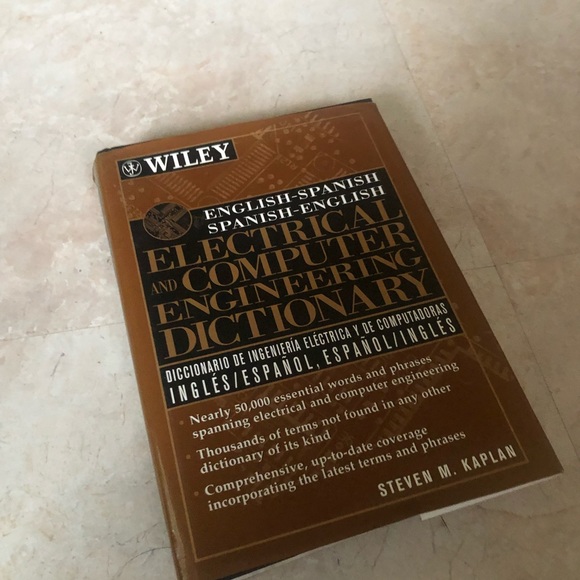 WILEY
ENGLISH-SPANISH
SPANISH-ENGLISH
ELECTRICAL
AND COMPUTER
ENGINEERING
DICTIONARY
DICCIONARIO DE INGENIERÍA ELÉCTRICA Y DE COMPUTADORAS
INGLÉS/ESPAÑOL, ESPAÑOL/INGLÉS
• Nearly 50,000 essential words and phrases
spanning electrical and computer engineering
• Thousands of terms not found in any other
dictionary of its kind
• Comprehensive, up-to-date coverage
incorporating the latest terms and phrases
STEVEN M. KAPLAN